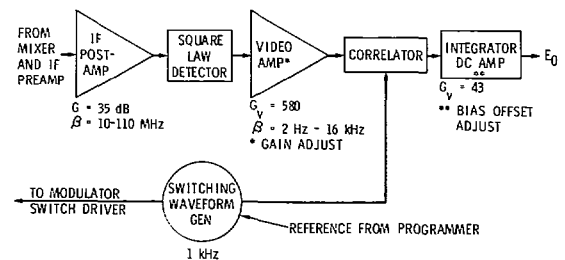 FROM
MIXER
AND IF
PREAMP
IF
POST-
AMP
G = 35 dB
β = 10-110 MHz
SQUARE
LAW
DETECTOR
VIDEO
AMP*
G_v = 580
β = 2 Hz - 16 kHz
* GAIN ADJUST
CORRELATOR
INTEGRATOR
DC AMP
**
G_v = 43
** BIAS OFFSET
ADJUST
E_0
TO MODULATOR
SWITCH DRIVER
SWITCHING
WAVEFORM
GEN
1 kHz
REFERENCE FROM PROGRAMMER